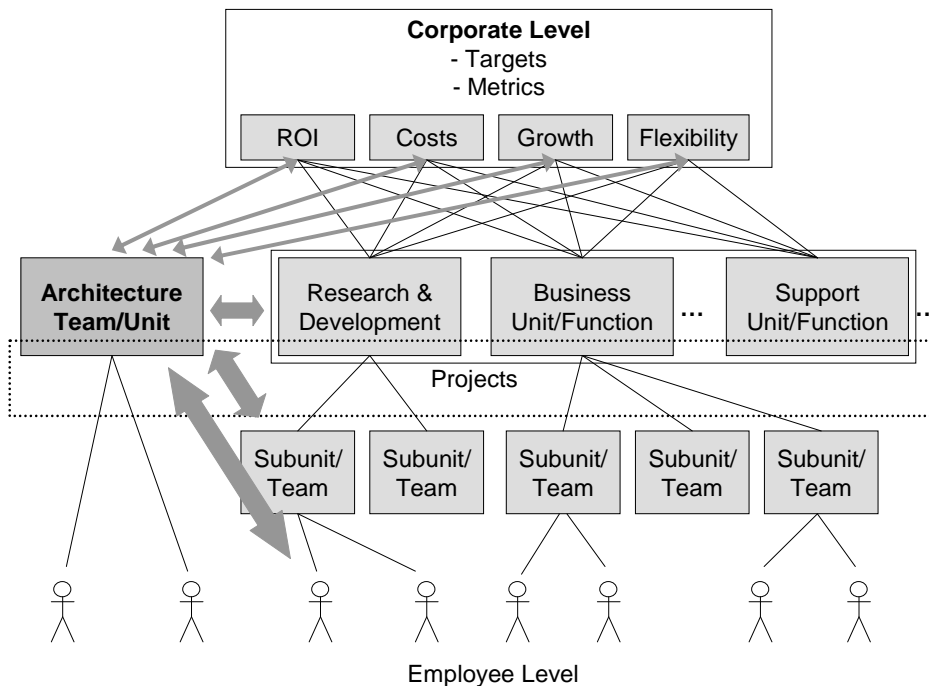 Corporate Level
- Targets
- Metrics
ROI
Costs
Growth
Flexibility
Architecture
Team/Unit
Research &
Development
Business
Unit/Function
...
Support
Unit/Function
...
Projects
Subunit/
Team
Subunit/
Team
Subunit/
Team
Subunit/
Team
Subunit/
Team
Employee Level